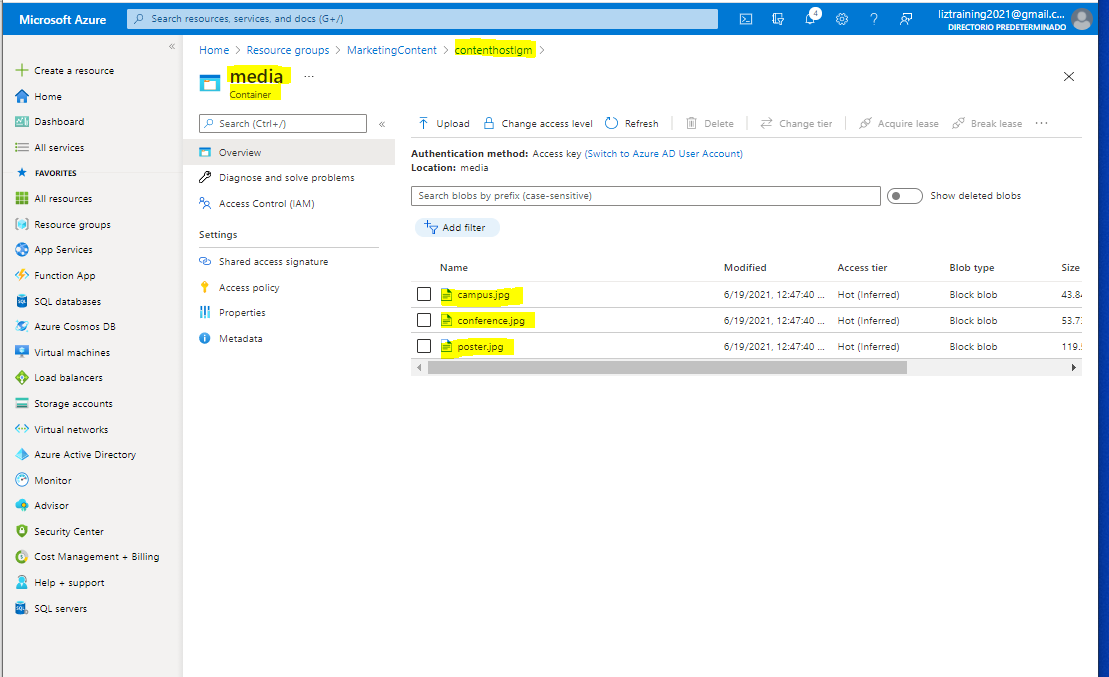 Microsoft Azure
Search resources, services, and docs (G+/)
4
liztraining2021@gmail.c...
DIRECTORIO PREDETERMINADO
«
Create a resource
Home
Dashboard
All services
FAVORITES
All resources
Resource groups
App Services
Function App
SQL databases
Azure Cosmos DB
Virtual machines
Load balancers
Storage accounts
Virtual networks
Azure Active Directory
Monitor
Advisor
Security Center
Cost Management + Billing
Help + support
SQL servers
Home > Resource groups > MarketingContent > contenthostigm >
media ...
Container
Search (Ctrl+/) «
Overview
Diagnose and solve problems
Access Control (IAM)
Settings
Shared access signature
Access policy
Properties
Metadata
Upload Change access level Refresh Delete Change tier Acquire lease Break lease ...
Authentication method: Access key (Switch to Azure AD User Account)
Location: media
Search blobs by prefix (case-sensitive) Show deleted blobs
Add filter
Name Modified Access tier Blob type Size
campus.jpg 6/19/2021, 12:47:40 ... Hot (Inferred) Block blob 43.84
conference.jpg 6/19/2021, 12:47:40 ... Hot (Inferred) Block blob 53.7
poster.jpg 6/19/2021, 12:47:40 ... Hot (Inferred) Block blob 119.